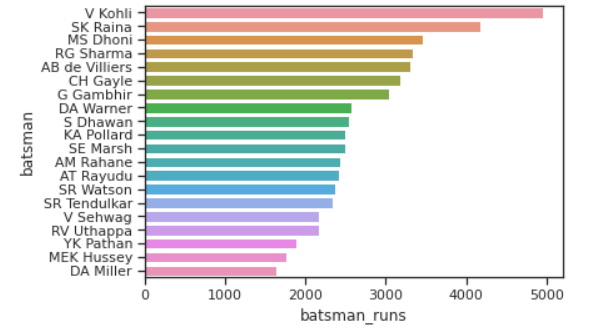 V Kohli
SK Raina
MS Dhoni
RG Sharma
AB de Villiers
CH Gayle
G Gambhir
DA Warner
S Dhawan
KA Pollard
SE Marsh
AM Rahane
AT Rayudu
SR Watson
SR Tendulkar
V Sehwag
RV Uthappa
YK Pathan
MEK Hussey
DA Miller
batsman
0 1000 2000 3000 4000 5000
batsman_runs